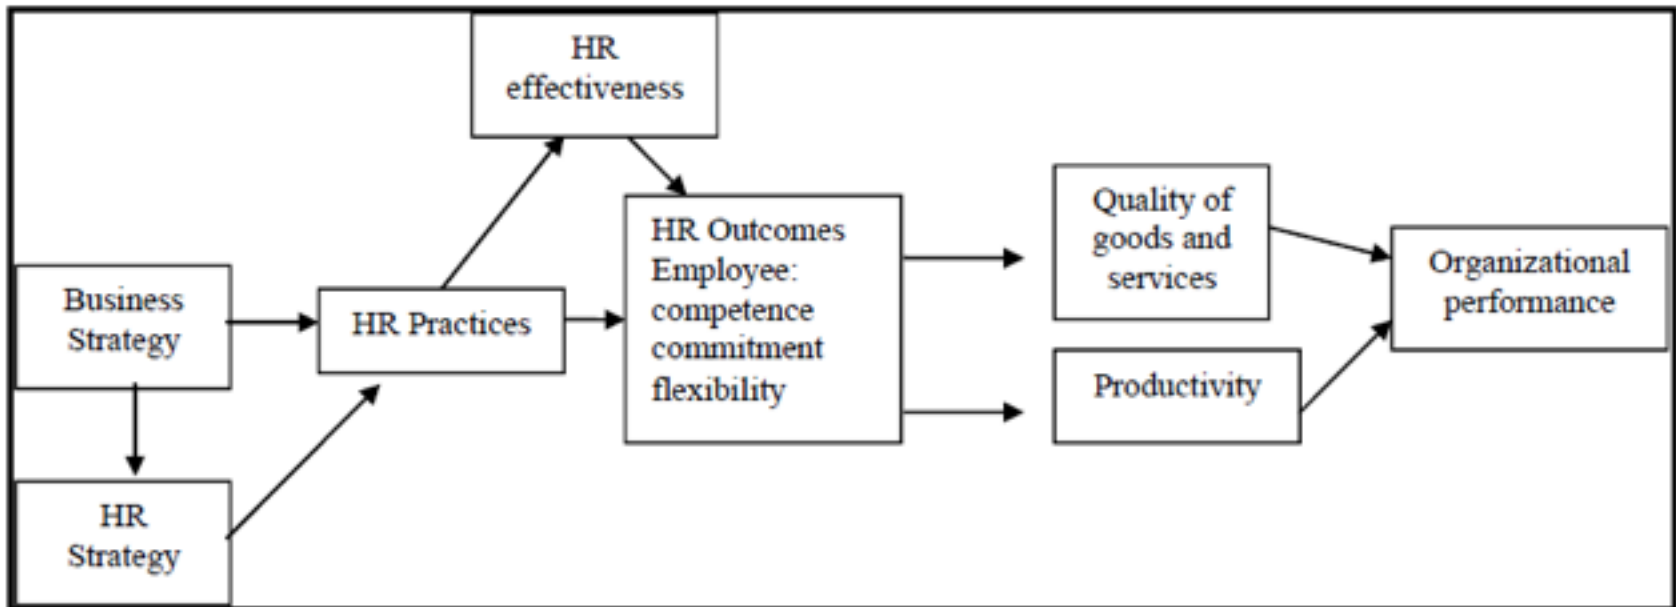 HR
effectiveness
Business
Strategy
HR Practices
HR Outcomes
Employee:
competence
commitment
flexibility
Quality of
goods and
services
Organizational
performance
Productivity
HR
Strategy